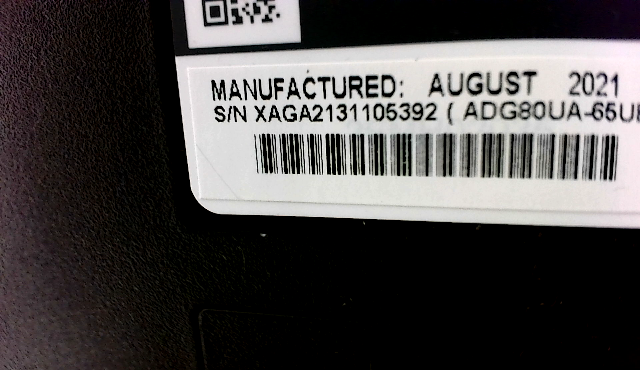 MANUFACTURED: AUGUST 2021
S/N XAGA2131105392 ( ADG80UA-65U